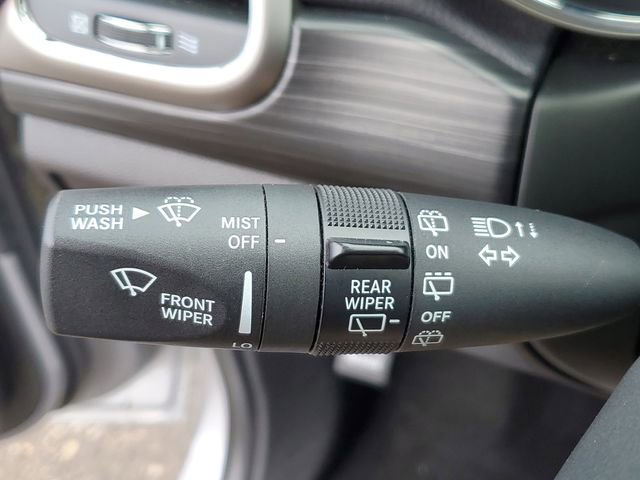 PUSH
WASH
MIST
OFF
FRONT
WIPER
LO
REAR
WIPER
ON
OFF